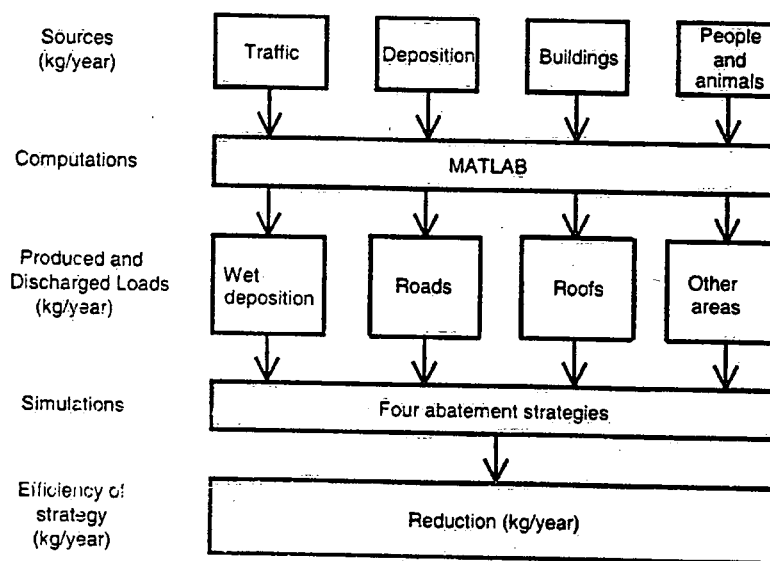 Sources
(kg/year)
Traffic
Deposition
Buildings
People
and
animals
Computations
MATLAB
Produced and
Discharged Loads
(kg/year)
Wet
deposition
Roads
Roofs
Other
areas
Simulations
Four abatement strategies
Efficiency of
strategy
(kg/year)
Reduction (kg/year)